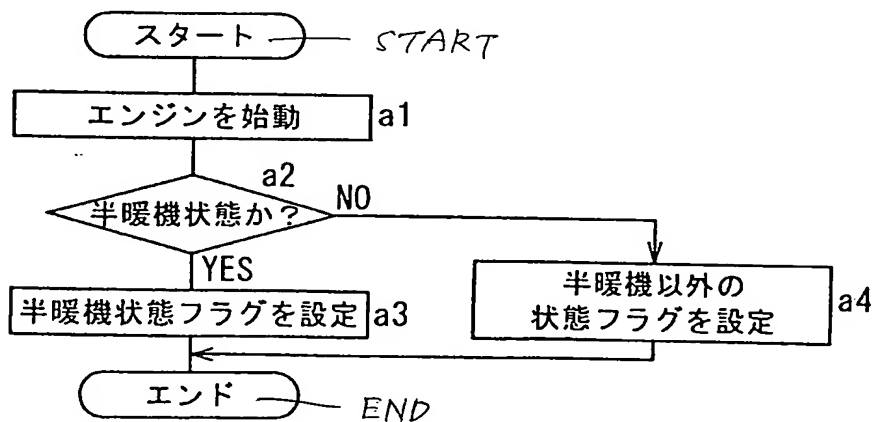 スタート
START
エンジンを始動
a1
a2
半暖機状態か?
NO
YES
半暖機状態フラグを設定
a3
半暖機以外の
状態フラグを設定
a4
エンド
END